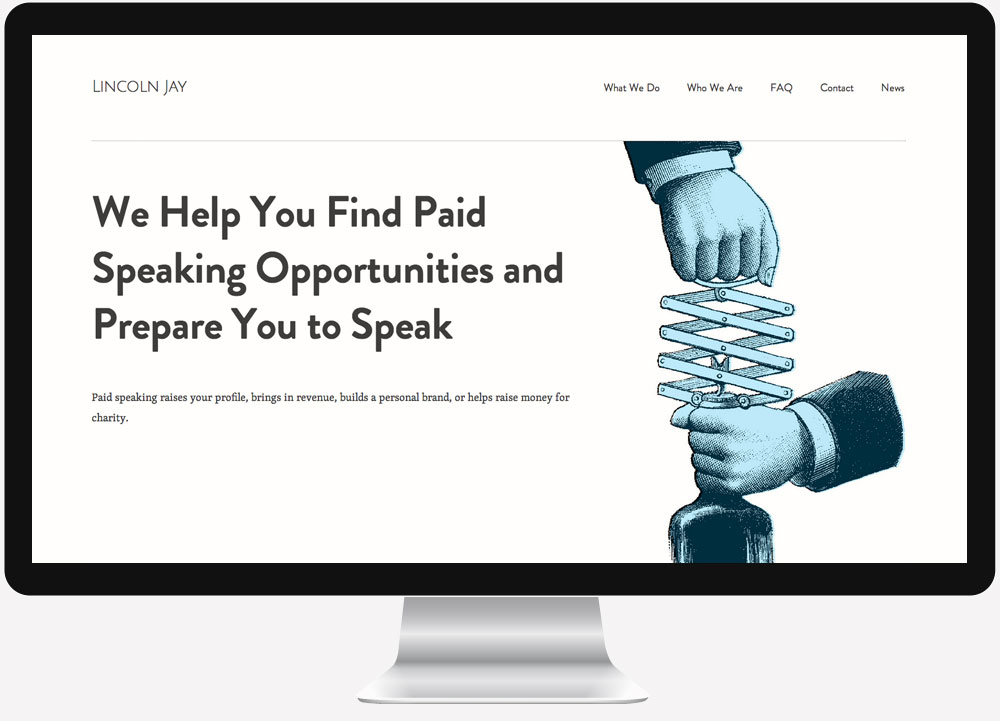 LINCOLN JAY
What We Do Who We Are FAQ Contact News
We Help You Find Paid
Speaking Opportunities and
Prepare You to Speak
Paid speaking raises your profile, brings in revenue, builds a personal brand, or helps raise money for
charity.